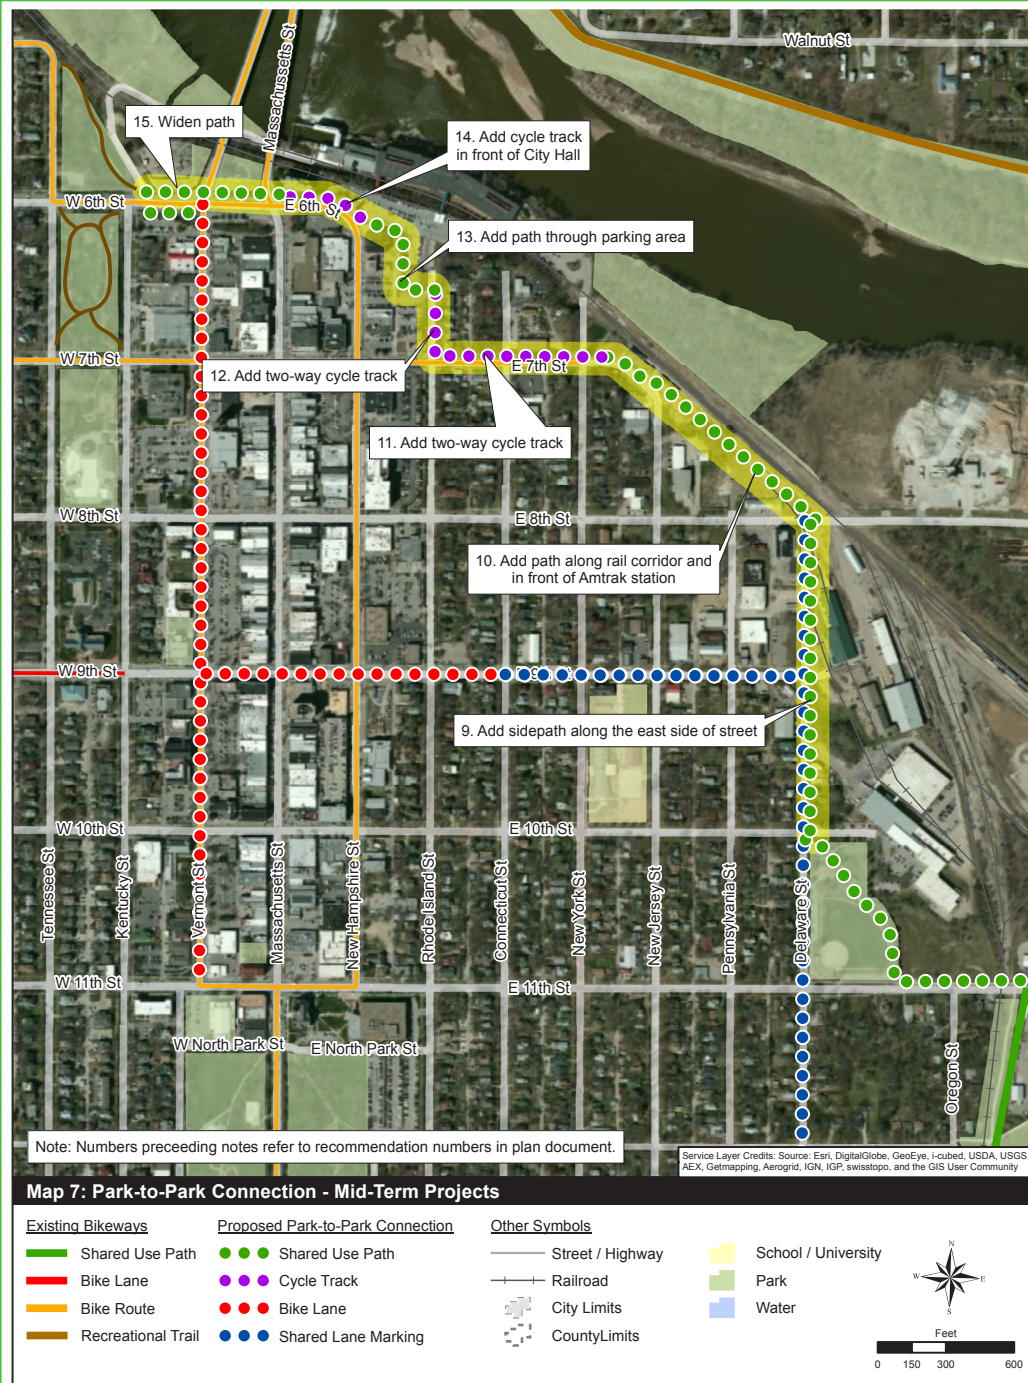 Walnut St
Massachussetts St
15. Widen path
14. Add cycle track
in front of City Hall
W 6th St
E 6th St
13. Add path through parking area
W 7th St
E 7th St
12. Add two-way cycle track
11. Add two-way cycle track
W 8th St
E 8th St
10. Add path along rail corridor and
in front of Amtrak station
W 9th St
E 9th St
9. Add sidepath along the east side of street
W 10th St
E 10th St
Tennessee St
Kentucky St
Vermont St
Massachusetts St
New Hampshire St
Rhode Island St
Connecticut St
New York St
New Jersey St
Pennsylvania St
Delaware St
W 11th St
E 11th St
W North Park St
E North Park St
Oregon St
Note: Numbers preceeding notes refer to recommendation numbers in plan document.
Service Layer Credits: Source: Esri, DigitalGlobe, GeoEye, i-cubed, USDA, USGS,
AEX, Getmapping, Aerogrid, IGN, IGP, swisstopo, and the GIS User Community
Map 7: Park-to-Park Connection - Mid-Term Projects
Existing Bikeways
Shared Use Path
Bike Lane
Bike Route
Recreational Trail
Proposed Park-to-Park Connection
Shared Use Path
Cycle Track
Bike Lane
Shared Lane Marking
Other Symbols
Street / Highway
Railroad
City Limits
CountyLimits
School / University
Park
Water
N
W
E
S
Feet
0 150 300 600